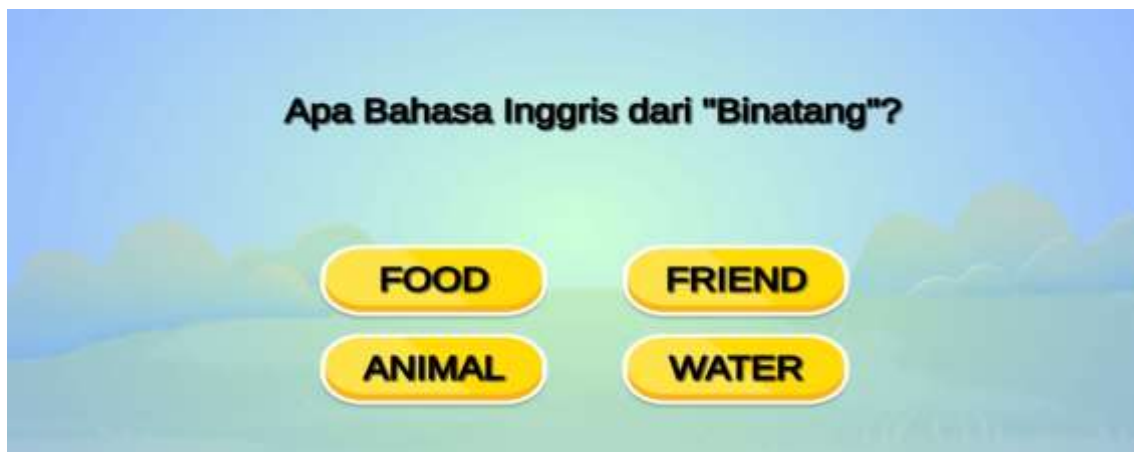 Apa Bahasa Inggris dari "Binatang"?
FOOD
FRIEND
ANIMAL
WATER